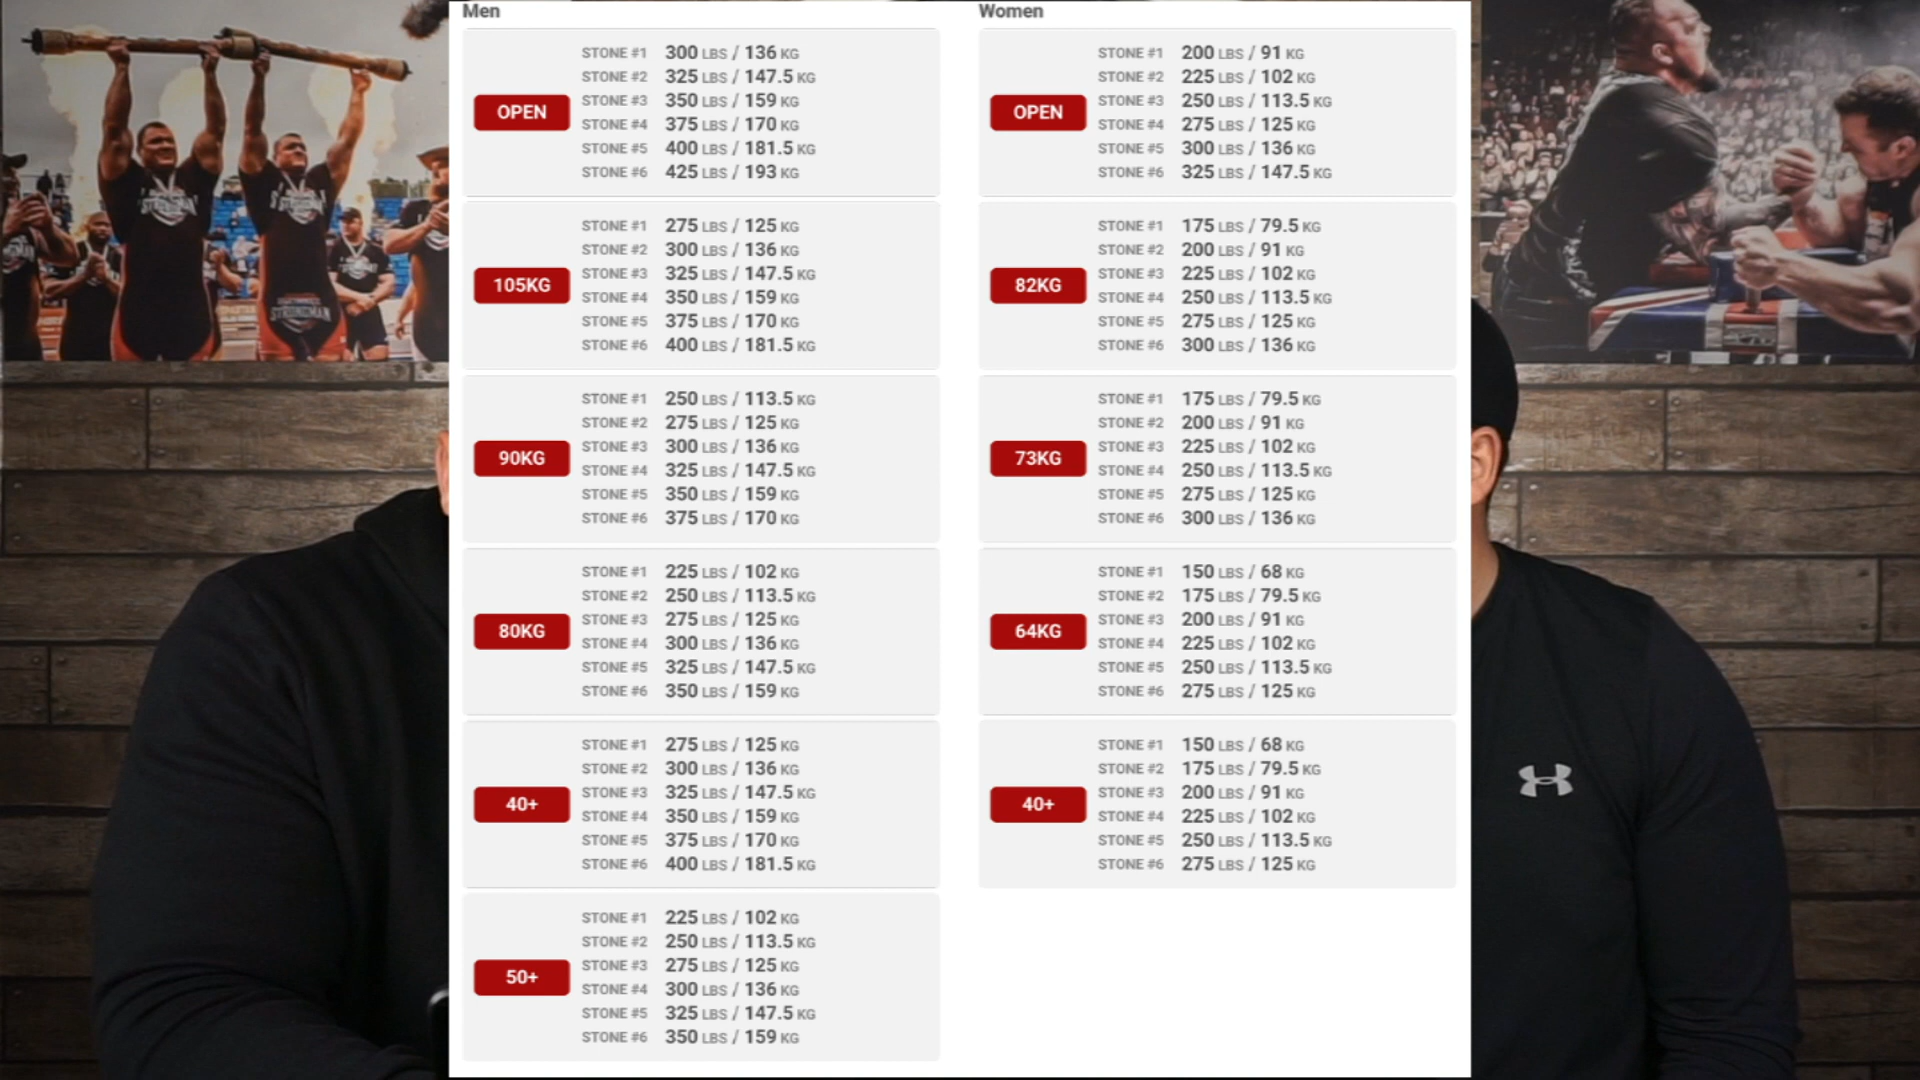 Men
OPEN
STONE #1 300 LBS / 136 KG
STONE #2 325 LBS / 147.5 KG
STONE #3 350 LBS / 159 KG
STONE #4 375 LBS / 170 KG
STONE #5 400 LBS / 181.5 KG
STONE #6 425 LBS / 193 KG
105KG
STONE #1 275 LBS / 125 KG
STONE #2 300 LBS / 136 KG
STONE #3 325 LBS / 147.5 KG
STONE #4 350 LBS / 159 KG
STONE #5 375 LBS / 170 KG
STONE #6 400 LBS / 181.5 KG
90KG
STONE #1 250 LBS / 113.5 KG
STONE #2 275 LBS / 125 KG
STONE #3 300 LBS / 136 KG
STONE #4 325 LBS / 147.5 KG
STONE #5 350 LBS / 159 KG
STONE #6 375 LBS / 170 KG
80KG
STONE #1 225 LBS / 102 KG
STONE #2 250 LBS / 113.5 KG
STONE #3 275 LBS / 125 KG
STONE #4 300 LBS / 136 KG
STONE #5 325 LBS / 147.5 KG
STONE #6 350 LBS / 159 KG
40+
STONE #1 275 LBS / 125 KG
STONE #2 300 LBS / 136 KG
STONE #3 325 LBS / 147.5 KG
STONE #4 350 LBS / 159 KG
STONE #5 375 LBS / 170 KG
STONE #6 400 LBS / 181.5 KG
50+
STONE #1 225 LBS / 102 KG
STONE #2 250 LBS / 113.5 KG
STONE #3 275 LBS / 125 KG
STONE #4 300 LBS / 136 KG
STONE #5 325 LBS / 147.5 KG
STONE #6 350 LBS / 159 KG
Women
OPEN
STONE #1 200 LBS / 91 KG
STONE #2 225 LBS / 102 KG
STONE #3 250 LBS / 113.5 KG
STONE #4 275 LBS / 125 KG
STONE #5 300 LBS / 136 KG
STONE #6 325 LBS / 147.5 KG
82KG
STONE #1 175 LBS / 79.5 KG
STONE #2 200 LBS / 91 KG
STONE #3 225 LBS / 102 KG
STONE #4 250 LBS / 113.5 KG
STONE #5 275 LBS / 125 KG
STONE #6 300 LBS / 136 KG
73KG
STONE #1 175 LBS / 79.5 KG
STONE #2 200 LBS / 91 KG
STONE #3 225 LBS / 102 KG
STONE #4 250 LBS / 113.5 KG
STONE #5 275 LBS / 125 KG
STONE #6 300 LBS / 136 KG
64KG
STONE #1 150 LBS / 68 KG
STONE #2 175 LBS / 79.5 KG
STONE #3 200 LBS / 91 KG
STONE #4 225 LBS / 102 KG
STONE #5 250 LBS / 113.5 KG
STONE #6 275 LBS / 125 KG
40+
STONE #1 150 LBS / 68 KG
STONE #2 175 LBS / 79.5 KG
STONE #3 200 LBS / 91 KG
STONE #4 225 LBS / 102 KG
STONE #5 250 LBS / 113.5 KG
STONE #6 275 LBS / 125 KG
STRONGMAN